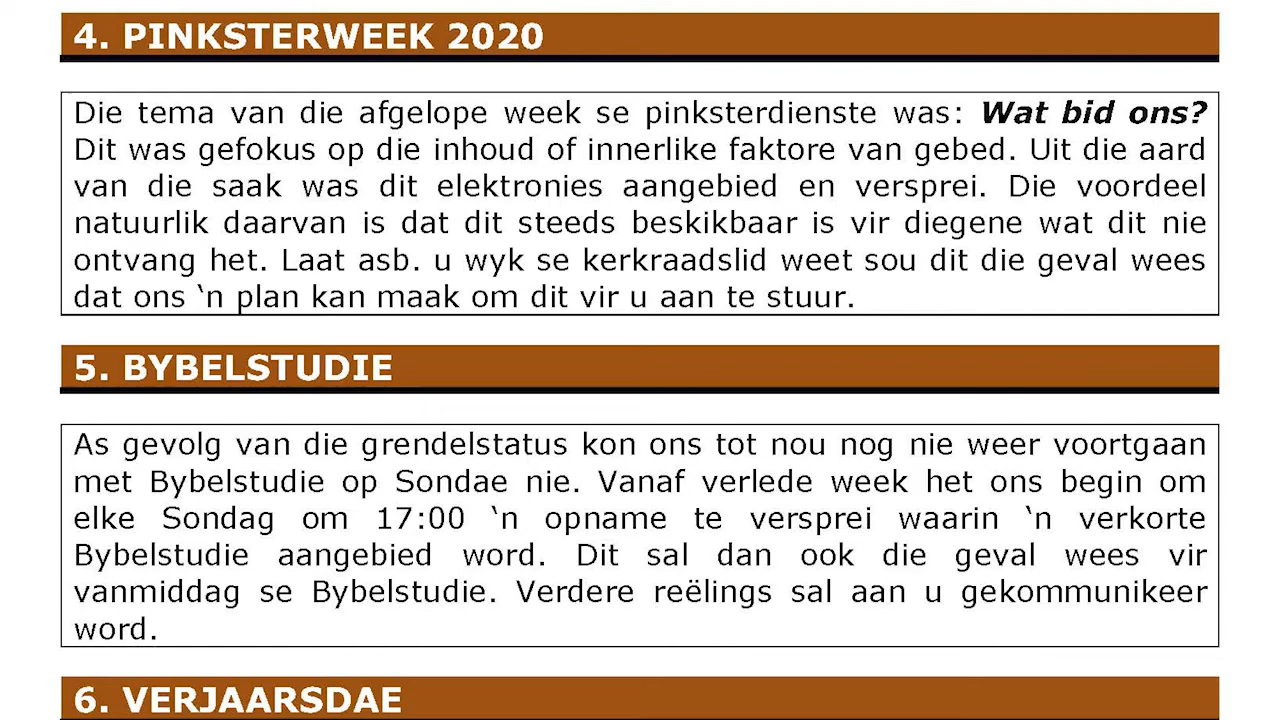 4. PINKSTERWEEK 2020
Die tema van die afgelope week se pinksterdienste was: Wat bid ons?
Dit was gefokus op die inhoud of innerlike faktore van gebed. Uit die aard
van die saak was dit elektronies aangebied en versprei. Die voordeel
natuurlik daarvan is dat dit steeds beskikbaar is vir diegene wat dit nie
ontvang het. Laat asb. u wyk se kerkraadslid weet sou dit die geval wees
dat ons ‘n plan kan maak om dit vir u aan te stuur.
5. BYBELSTUDIE
As gevolg van die grendelstatus kon ons tot nou nog nie weer voortgaan
met Bybelstudie op Sondae nie. Vanaf verlede week het ons begin om
elke Sondag om 17:00 ‘n opname te versprei waarin ‘n verkorte
Bybelstudie aangebied word. Dit sal dan ook die geval wees vir
vanmiddag se Bybelstudie. Verdere reëlings sal aan u gekommunikeer
word.
6. VERJAARSDAE